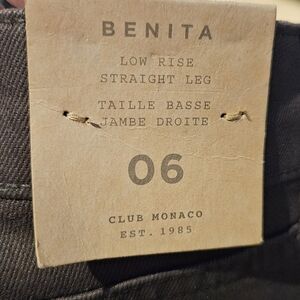 BENITA
LOW RISE
STRAIGHT LEG
TAILLE BASSE
JAMBE DROITE
06
CLUB MONACO
EST. 1985